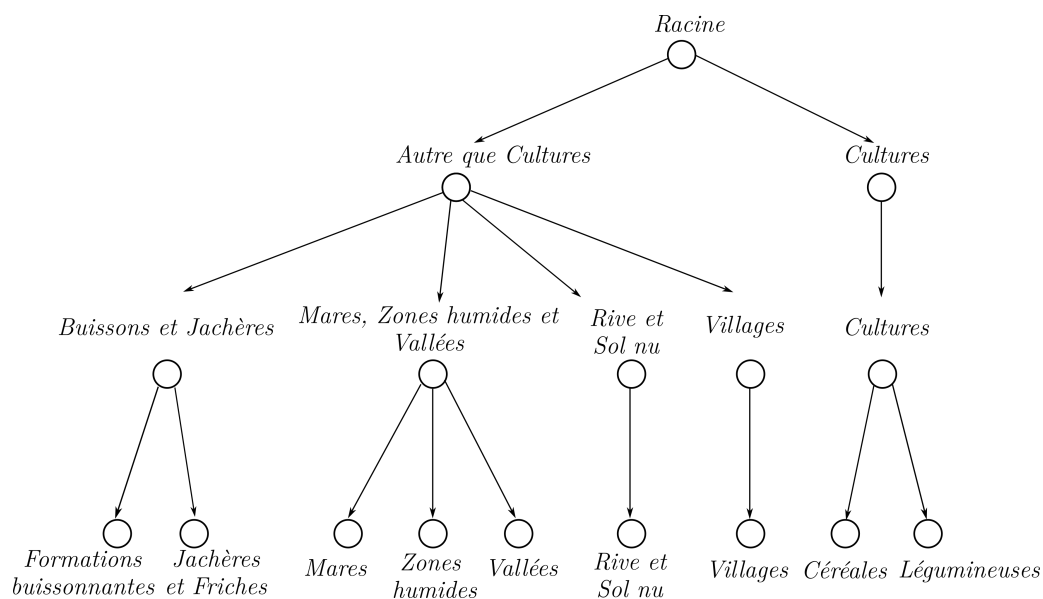 Racine
Autre que Cultures
Cultures
Buissons et Jachères
Mares, Zones humides et
Vallées
Rive et
Sol nu
Villages
Cultures
Formations
buissonnantes
Jachères
et Friches
Mares
Zones
humides
Vallées
Rive et
Sol nu
Villages
Céréales
Légumineuses